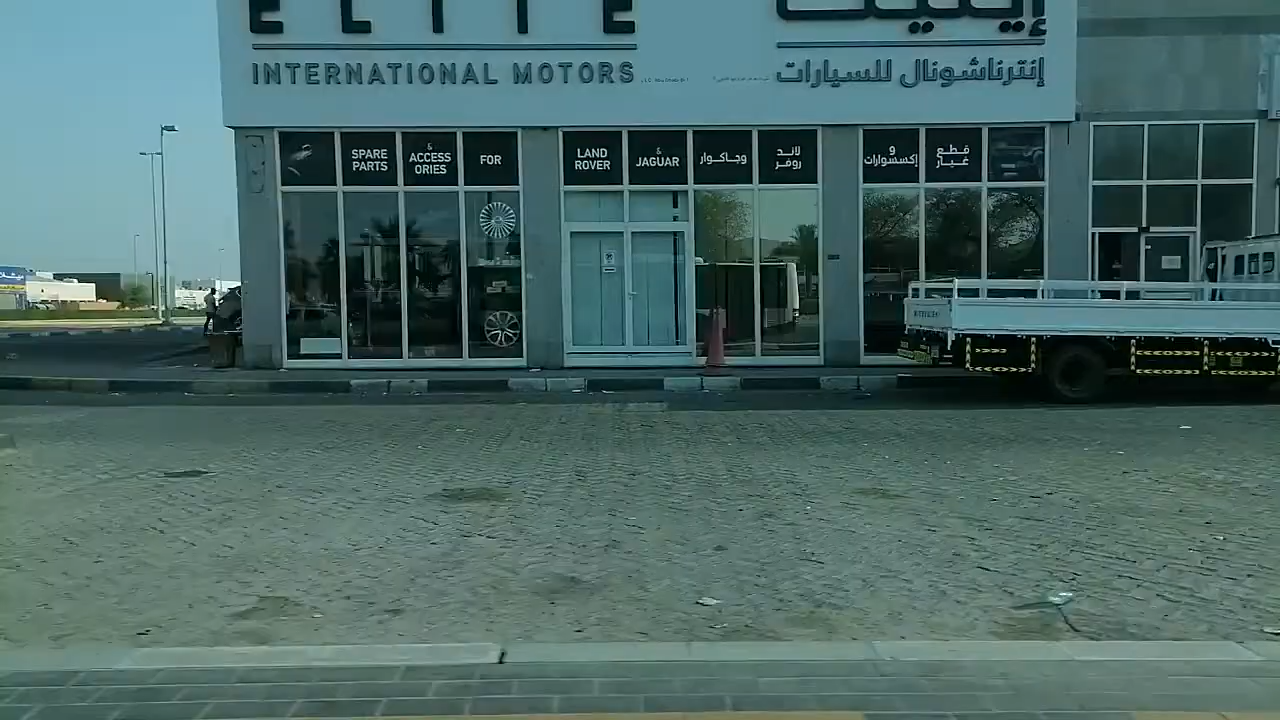 ELITE
إيليت
INTERNATIONAL MOTORS
إنترناشونال للسيارات
SPARE PARTS
& ACCESS ORIES
FOR
LAND ROVER
& JAGUAR
وجاكوار
لاند روفر
و إكسسوارات
قطع غيار